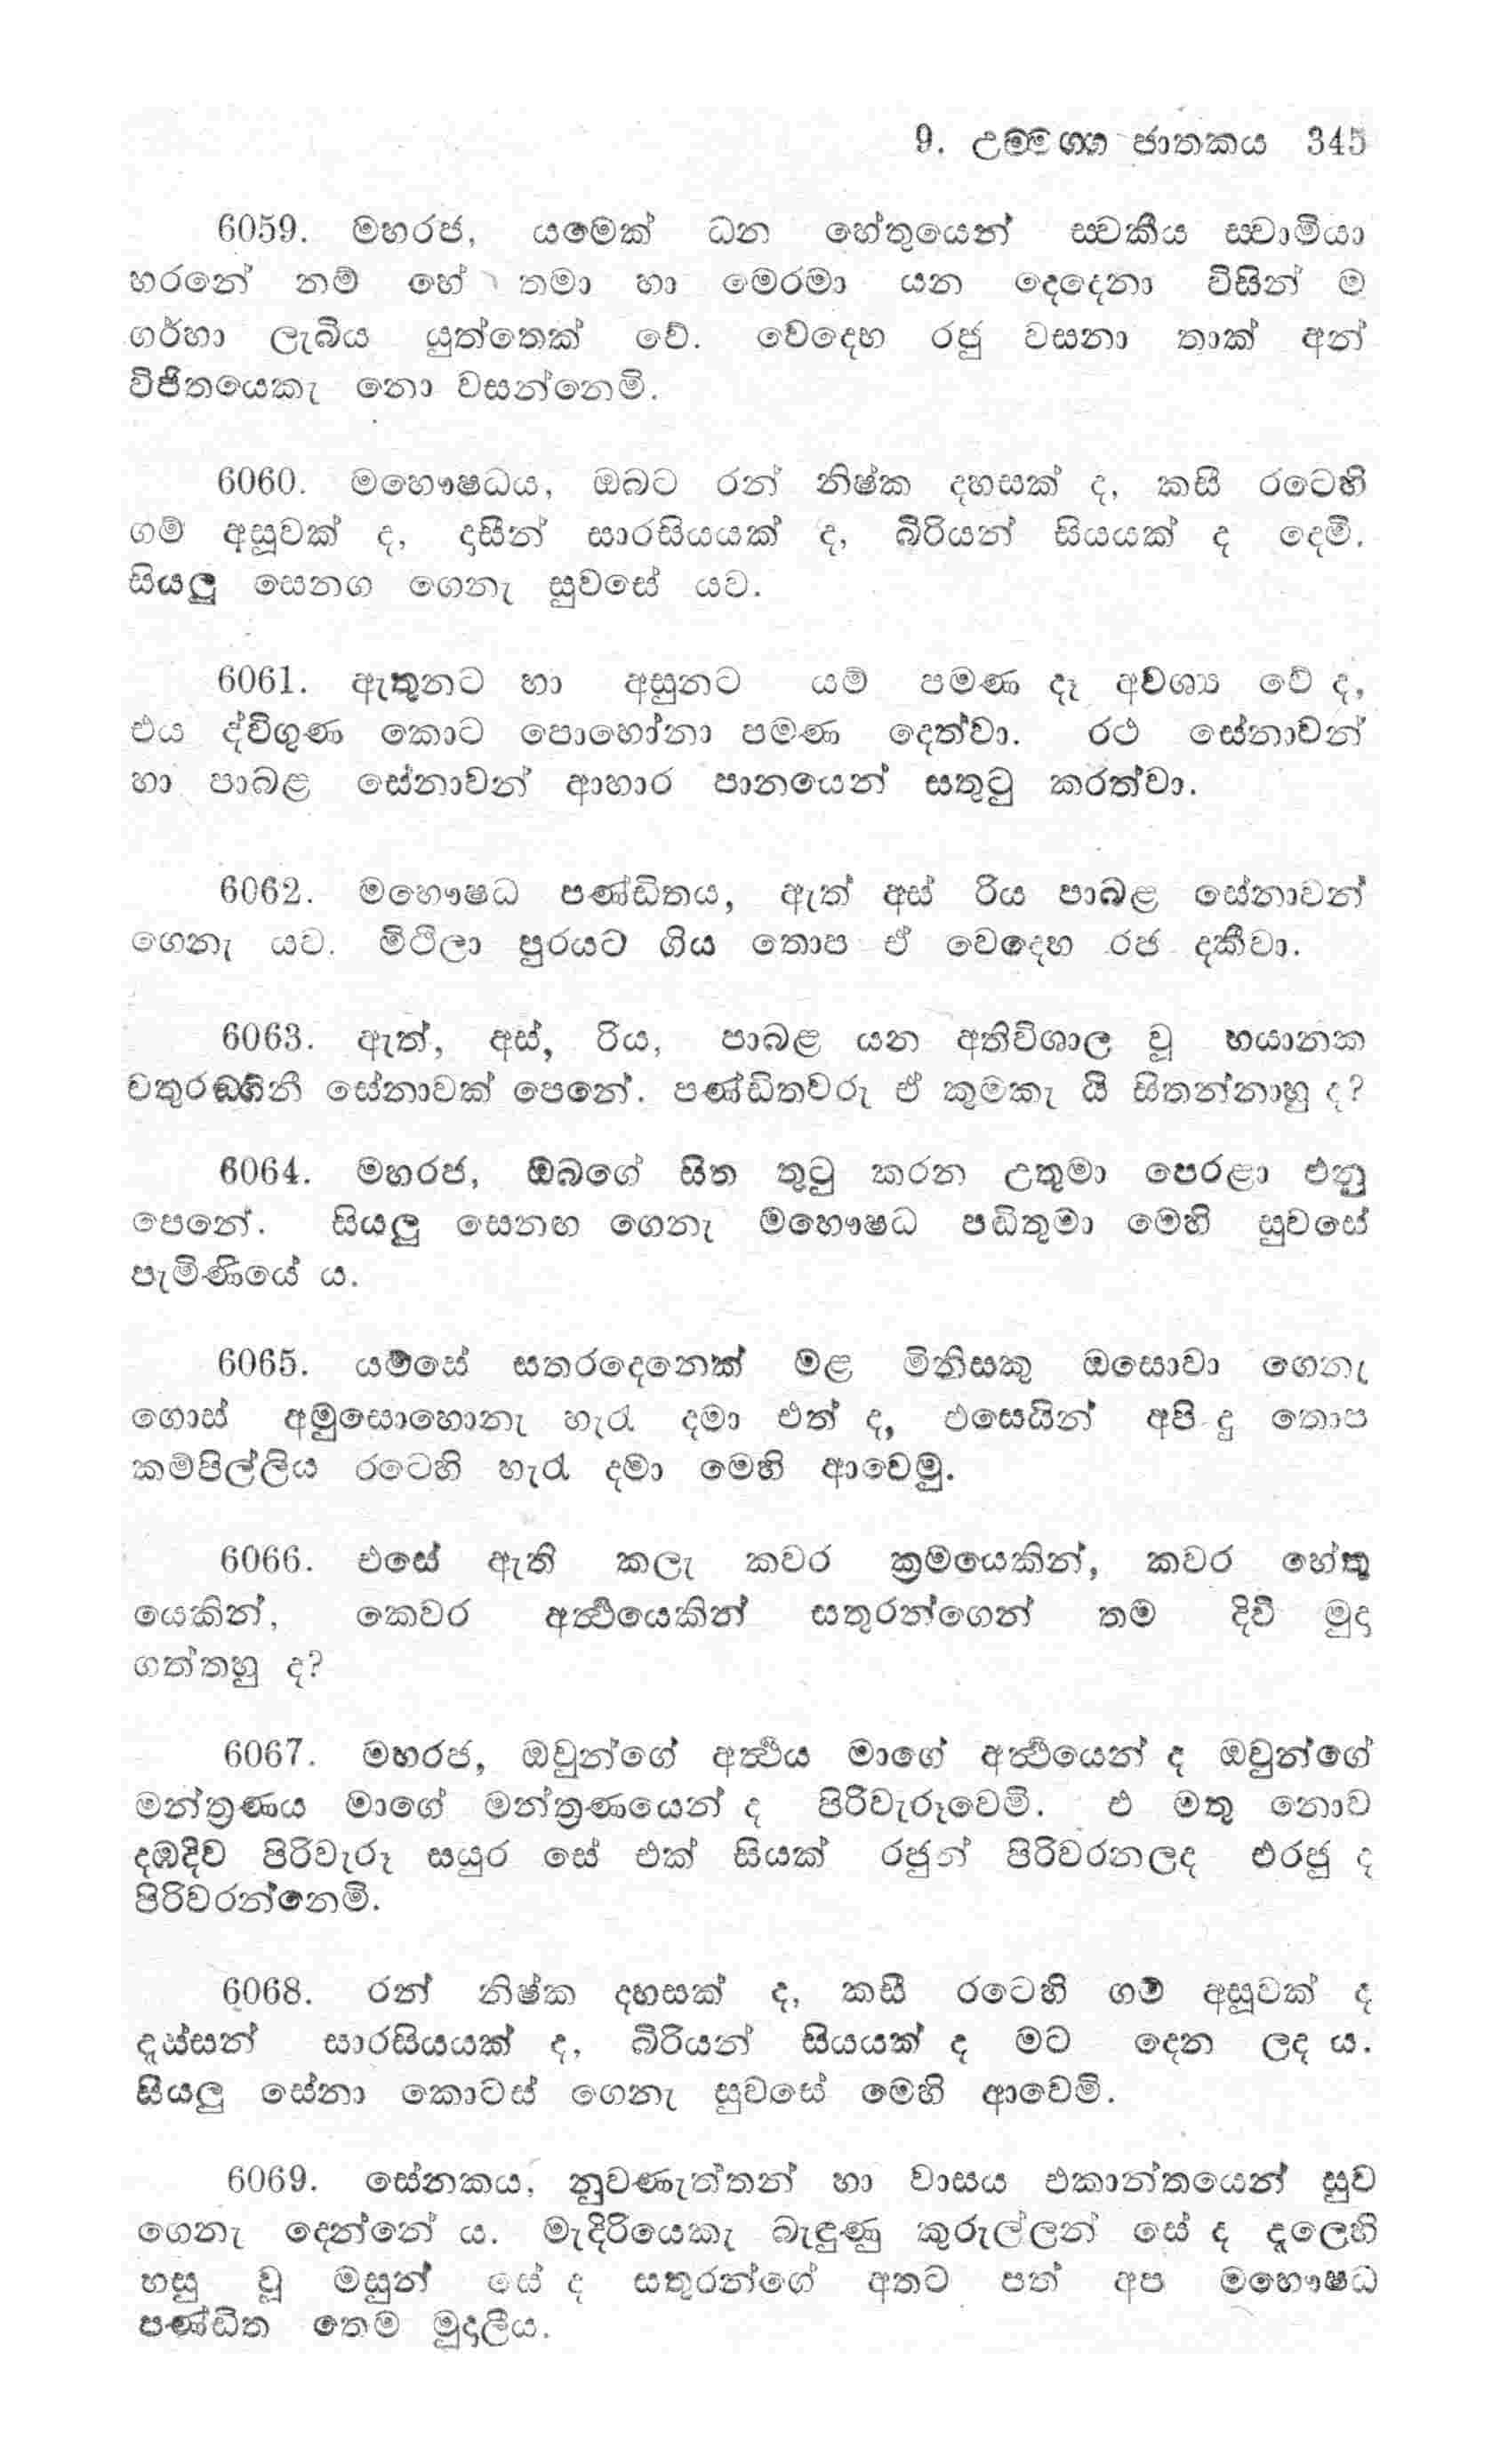 9. උම්මග්ග ජාතකය 345
6059. මහරජ, යමෙක් ධන හේතුයෙන් ස්වකීය ස්වාමියා
හරනේ නම් හේ තමා හා මෙරමා යන දෙදෙනා විසින් ම
ගර්හා ලැබිය යුත්තෙක් වේ. වෙදෙහ රජු වසනා තාක් අන්
විජිතයෙකැ නො වසන්නෙමි.
6060. මහෞෂධය, ඔබට රන් නිෂ්ක දහසක් ද, කසී රටෙහි
ගම් අසූවක් ද, දාසීන් සාරසියයක් ද, බිරියන් සියයක් ද දෙමි.
සියලු සෙනග ගෙනැ සුවසේ යව.
6061. ඇතුනට හා අසුනට යම් පමණ දෑ අවශ්‍ය වේ ද,
එය ද්විගුණ කොට පොහෝනා පමණ දෙත්වා. රථ සේනාවන්
හා පාබළ සේනාවන් ආහාර පානයෙන් සතුටු කරත්වා.
6062. මහෞෂධ පණ්ඩිතය, ඇත් අස් රිය පාබළ සේනාවන්
ගෙනැ යව. මිථිලා පුරයට ගිය තොප ඒ වෙදෙහ රජ දකීවා.
6063. ඇත්, අස්, රිය, පාබළ යන අතිවිශාල වූ භයානක
චතුරඞ්ගිනී සේනාවක් පෙනේ. පණ්ඩිතවරු ඒ කුමකැ යි සිතන්නාහු ද?
6064. මහරජ, ඔබගේ සිත තුටු කරන උතුමා පෙරළා එනු
පෙනේ. සියලු සෙනඟ ගෙනැ මහෞෂධ පඬිතුමා මෙහි සුවසේ
පැමිණියේ ය.
6065. යම්සේ සතරදෙනෙක් මළ මිනිසකු ඔසොවා ගෙනැ
ගොස් අමුසොහොනැ හැරැ දමා එත් ද, එසෙයින් අපි දු තොප
කම්පිල්ලිය රටෙහි හැරැ දමා මෙහි ආවෙමු.
6066. එසේ ඇති කලැ කවර ක්‍රමයෙකින්, කවර හේතු
යෙකින්, කෙවර අර්‍ත්‍ථයෙකින් සතුරන්ගෙන් තම දිවි මුදා
ගත්තහු ද?
6067. මහරජ, ඔවුන්ගේ අර්‍ත්‍ථය මාගේ අර්‍ත්‍ථයෙන් ද ඔවුන්ගේ
මන්ත්‍රණය මාගේ මන්ත්‍රණයෙන් ද පිරිවැරූවෙමි. එ මතු නොව
දඹදිව පිරිවැරූ සයුර සේ එක් සියක් රජුන් පිරිවරනලද එරජු ද
පිරිවරන්නෙමි.
6068. රන් නිෂ්ක දහසක් ද, කසී රටෙහි ගම් අසූවක් ද
දැස්සන් සාරසියයක් ද, බිරියන් සියයක් ද මට දෙන ලද ය.
සියලු සේනා කොටස් ගෙනැ සුවසේ මෙහි ආවෙමි.
6069. සේනකය, නුවණැත්තන් හා වාසය එකාන්තයෙන් සුව
ගෙනැ දෙන්නේ ය. මැදිරියෙකැ බැඳුණු කුරුල්ලන් සේ ද දැලෙහි
හසු වූ මසුන් සේ ද සතුරන්ගේ අතට පත් අප මහෞෂධ
පණ්ඩිත තෙම මුදාලීය.